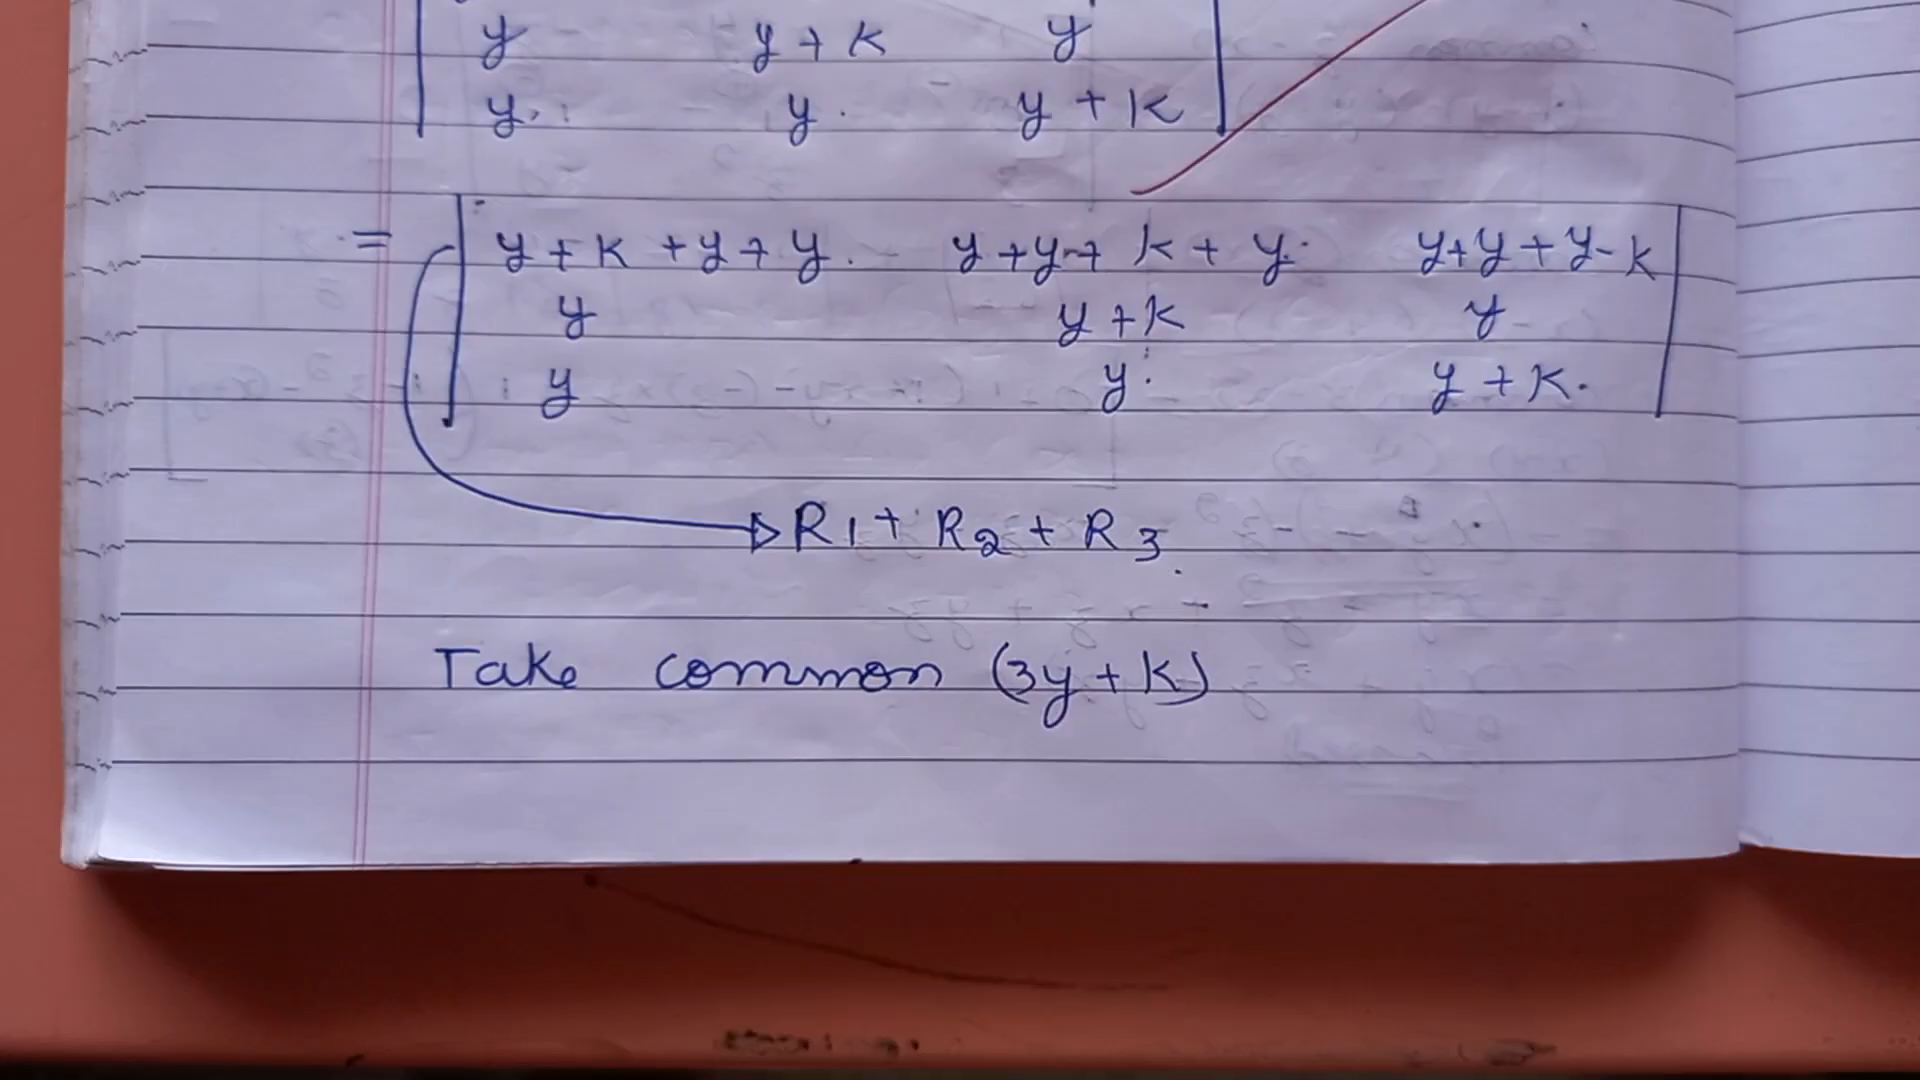 y y + k y
y y y + k
= | y + k + y + y y + y + k + y y + y + y - k |
y y + k y
y y y + k.
R1 + R2 + R3
Take common (3y + k)